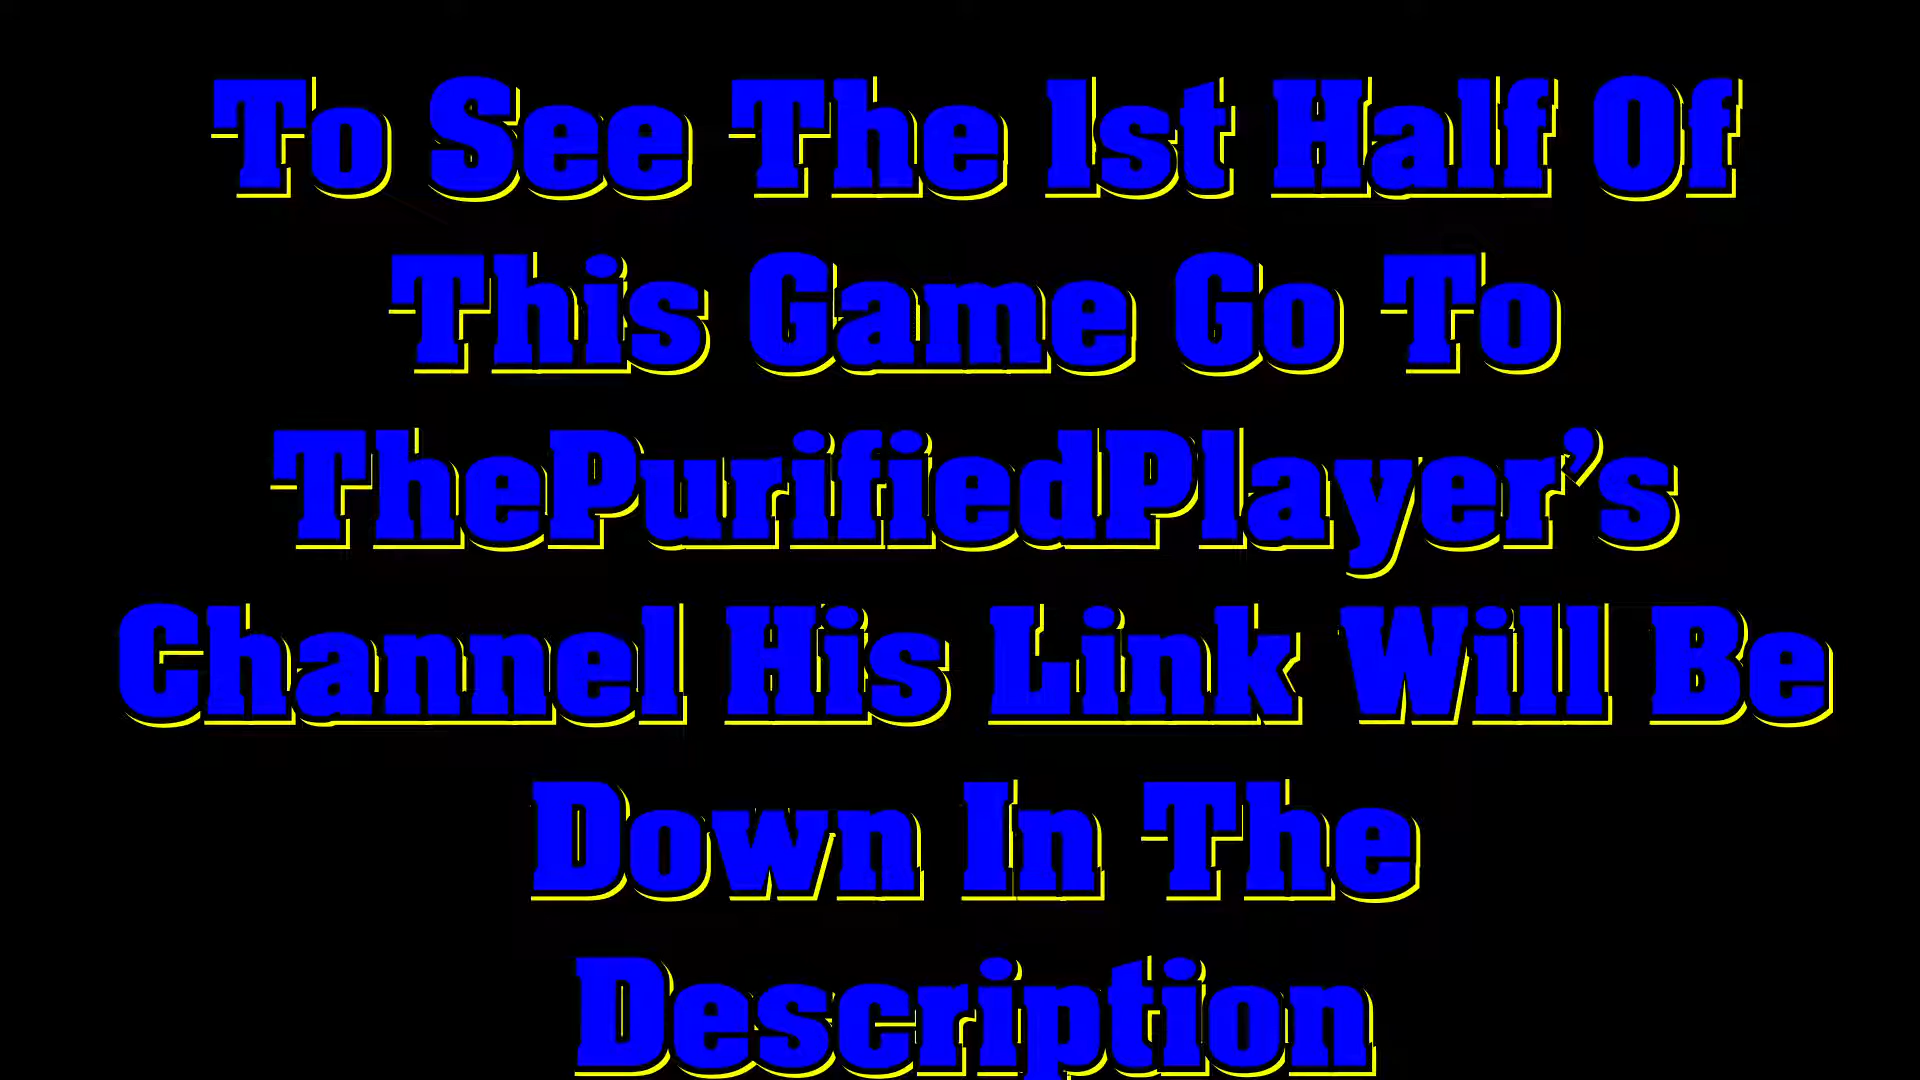 To See The 1st Half Of
This Game Go To
ThePurifiedPlayer’s
Channel His Link Will Be
Down In The
Description